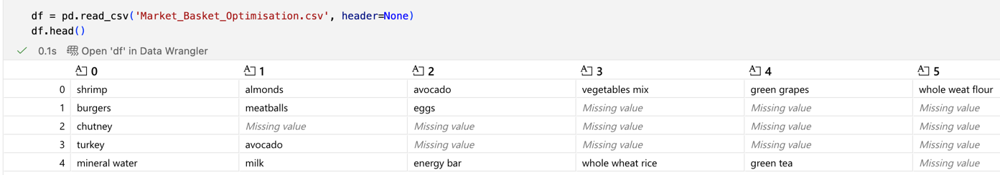 df = pd.read_csv('Market_Basket_Optimisation.csv', header=None)
df.head()
0.1s Open 'df' in Data Wrangler
0 1 2 3 4 5
0 shrimp almonds avocado vegetables mix green grapes whole weat flour
1 burgers meatballs eggs Missing value Missing value Missing value
2 chutney Missing value Missing value Missing value Missing value Missing value
3 turkey avocado Missing value Missing value Missing value Missing value
4 mineral water milk energy bar whole wheat rice green tea Missing value